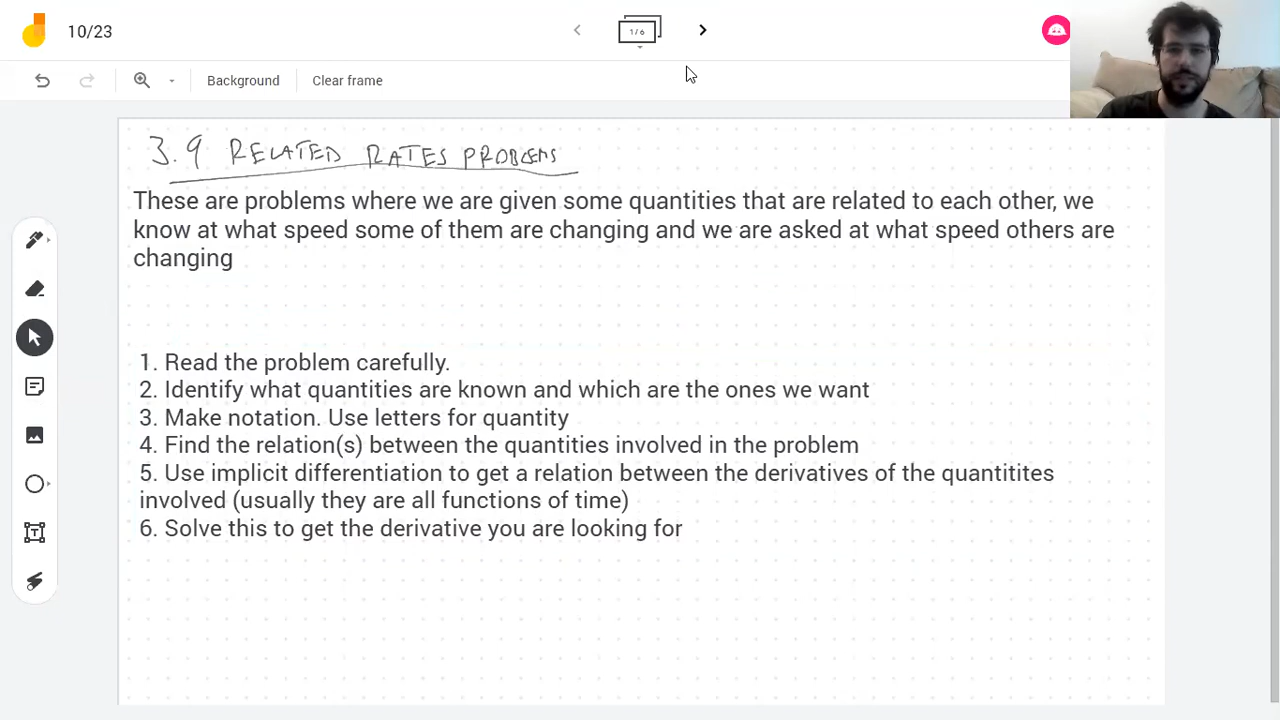 10/23
1/6
Background
Clear frame
3.9 RELATED RATES PROBLEMS
These are problems where we are given some quantities that are related to each other, we
know at what speed some of them are changing and we are asked at what speed others are
changing
1. Read the problem carefully.
2. Identify what quantities are known and which are the ones we want
3. Make notation. Use letters for quantity
4. Find the relation(s) between the quantities involved in the problem
5. Use implicit differentiation to get a relation between the derivatives of the quantitites
involved (usually they are all functions of time)
6. Solve this to get the derivative you are looking for
T